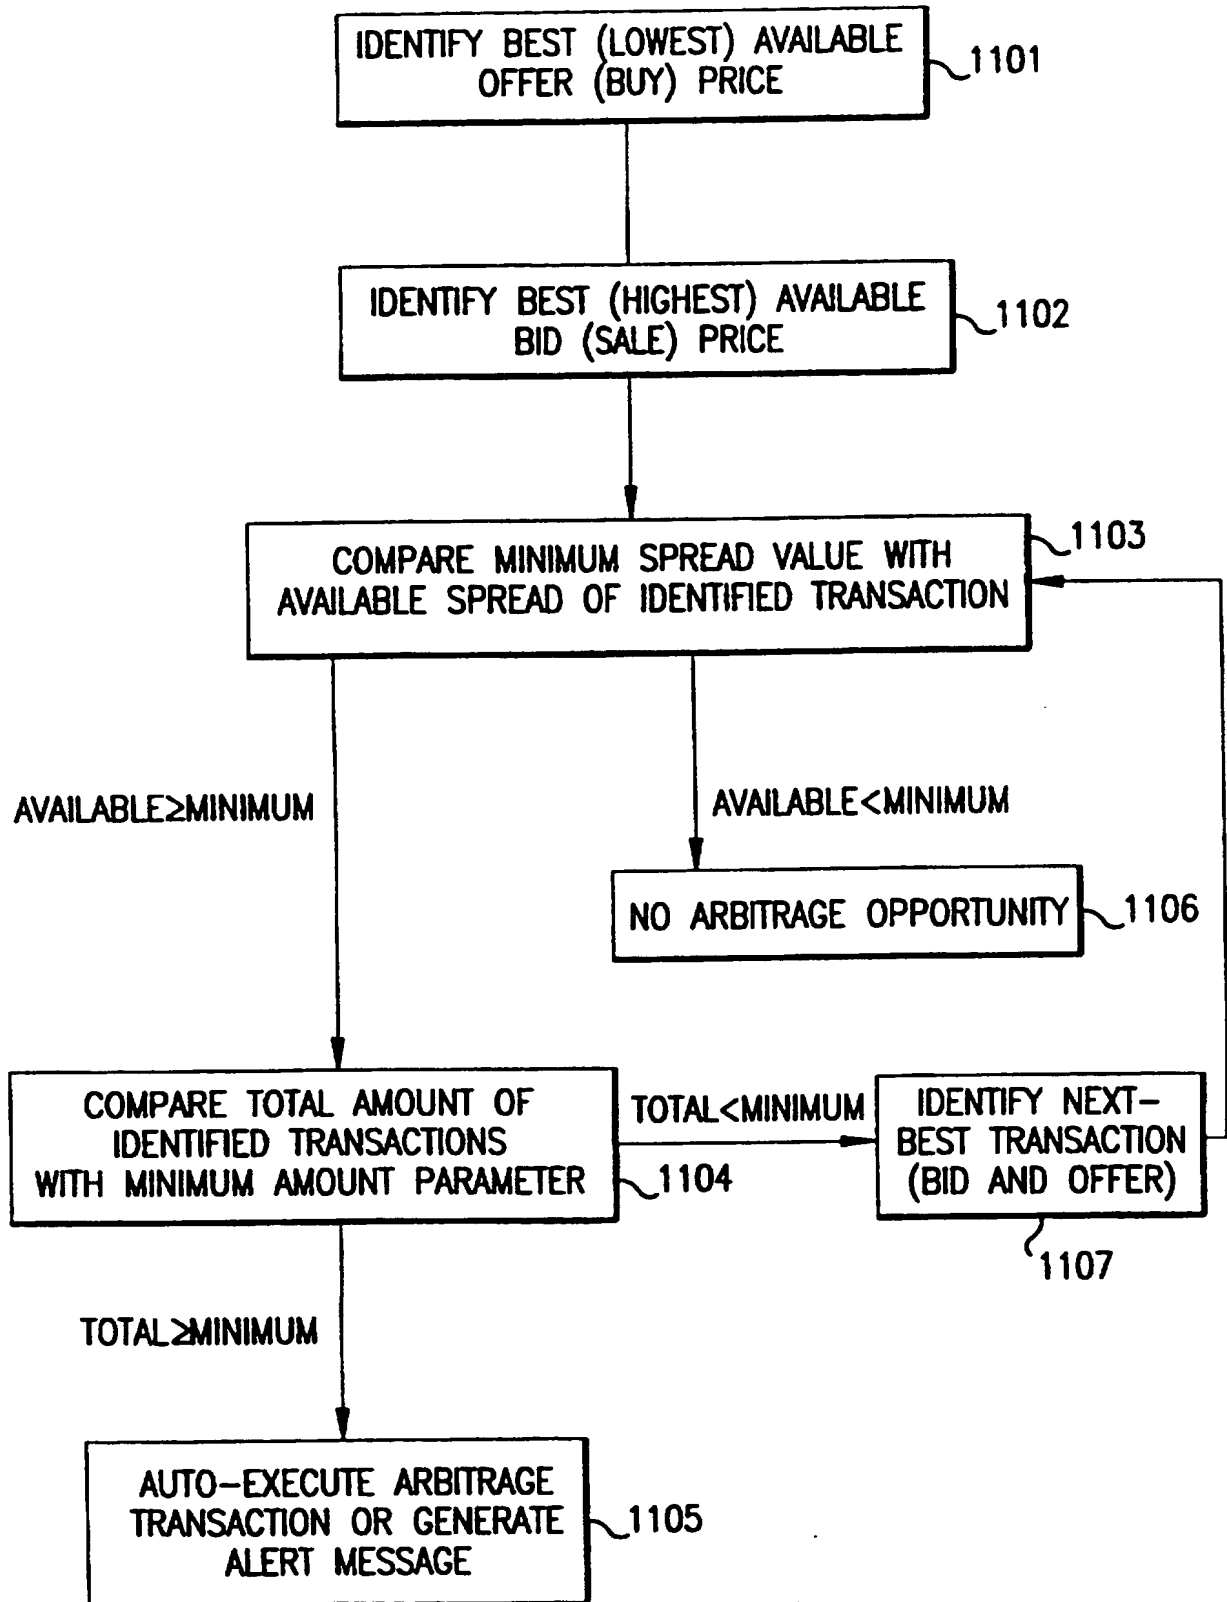 IDENTIFY BEST (LOWEST) AVAILABLE
OFFER (BUY) PRICE
1101
IDENTIFY BEST (HIGHEST) AVAILABLE
BID (SALE) PRICE
1102
COMPARE MINIMUM SPREAD VALUE WITH
AVAILABLE SPREAD OF IDENTIFIED TRANSACTION
1103
AVAILABLE≥MINIMUM
AVAILABLE<MINIMUM
NO ARBITRAGE OPPORTUNITY
1106
COMPARE TOTAL AMOUNT OF
IDENTIFIED TRANSACTIONS
WITH MINIMUM AMOUNT PARAMETER
1104
TOTAL<MINIMUM
IDENTIFY NEXT-
BEST TRANSACTION
(BID AND OFFER)
1107
TOTAL≥MINIMUM
AUTO-EXECUTE ARBITRAGE
TRANSACTION OR GENERATE
ALERT MESSAGE
1105